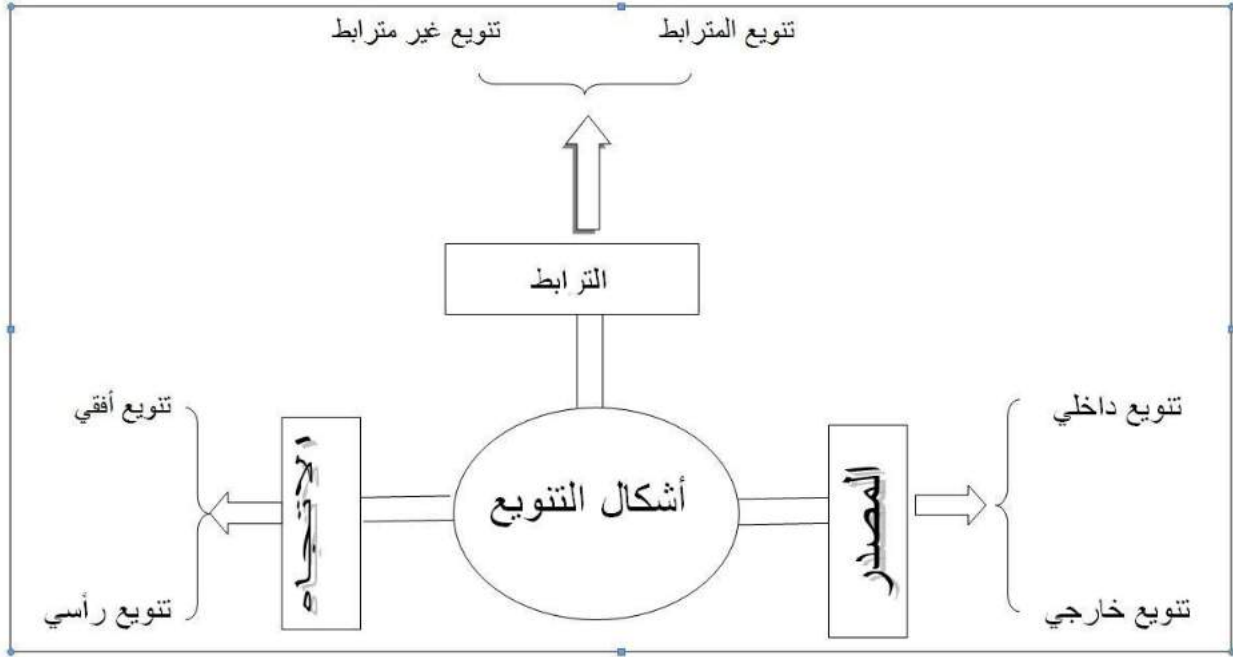 تنويع المترابط
تنويع غير مترابط
الترابط
تنويع داخلي
تنويع أفقي
المصدر
أشكال التنويع
الاتجاه
تنويع خارجي
تنويع رأسي